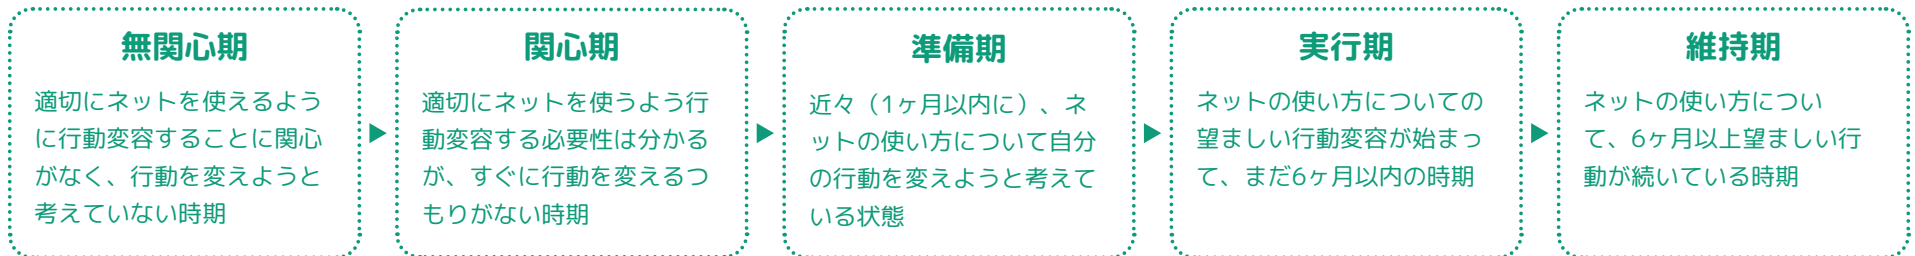 無関心期
適切にネットを使えるよう
に行動変容することに関心
がなく、行動を変えようと
考えていない時期
関心期
適切にネットを使うよう行
動変容する必要性は分かる
が、すぐに行動を変えるつ
もりがない時期
準備期
近々（1ヶ月以内に）、ネ
ットの使い方について自分
の行動を変えようと考えて
いる状態
実行期
ネットの使い方についての
望ましい行動変容が始まっ
て、まだ6ヶ月以内の時期
維持期
ネットの使い方につい
て、6ヶ月以上望ましい行
動が続いている時期